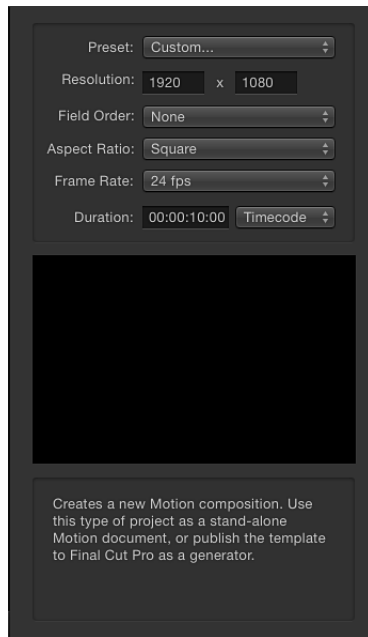 Preset: Custom...
Resolution: 1920 x 1080
Field Order: None
Aspect Ratio: Square
Frame Rate: 24 fps
Duration: 00:00:10:00 Timecode
Creates a new Motion composition. Use
this type of project as a stand-alone
Motion document, or publish the template
to Final Cut Pro as a generator.